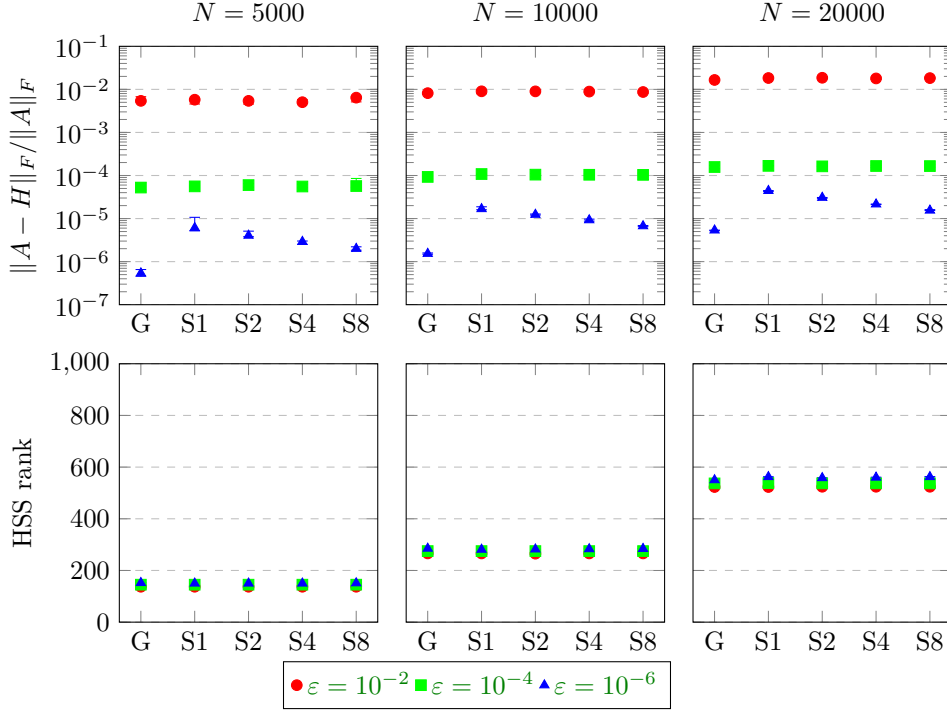 N = 5000 N = 10000 N = 20000
‖A − H‖_F/‖A‖_F
10^−1
10^−2
10^−3
10^−4
10^−5
10^−6
10^−7
G S1 S2 S4 S8 G S1 S2 S4 S8 G S1 S2 S4 S8
HSS rank
1,000
800
600
400
200
0
G S1 S2 S4 S8 G S1 S2 S4 S8 G S1 S2 S4 S8
ε = 10^−2 ε = 10^−4 ε = 10^−6